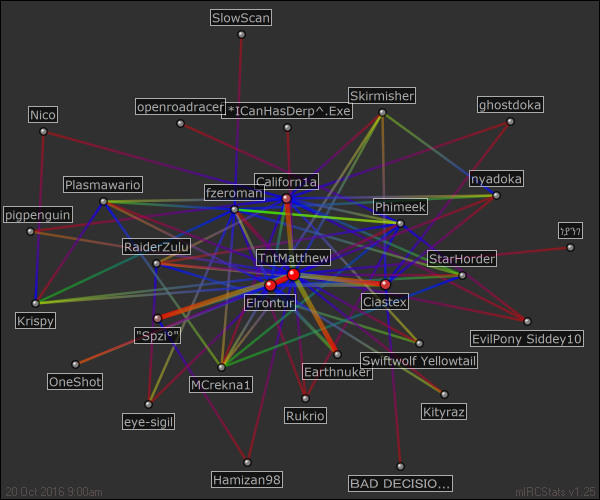 SlowScan
Skirmisher
openroadracer
*ICanHasDerp^.Exe
ghostdoka
Nico
Californ1a
nyadoka
Plasmawario
fzeroman
Phimeek
pigpenguin
RaiderZulu
TntMatthew
StarHorder
Elrontur
Ciastex
Krispy
"Spzi°"
EvilPony Siddey10
Swiftwolf Yellowtail
Earthnuker
OneShot
MCrekna1
Kityraz
Rukrio
eye-sigil
Hamizan98
BAD DECISIO...
20 Oct 2016 9:00am
mIRCStats v1.25